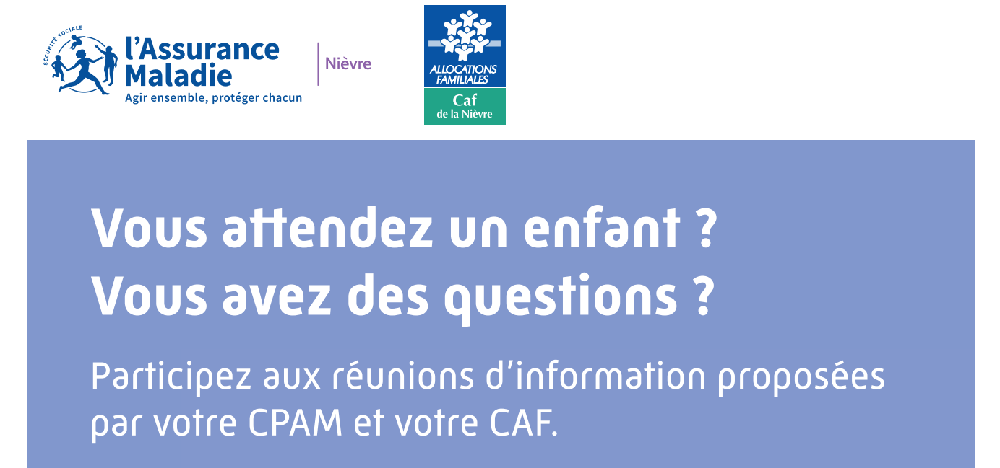 SÉCURITÉ SOCIALE
l'Assurance
Maladie
Agir ensemble, protéger chacun
Nièvre
ALLOCATIONS
FAMILIALES
Caf
de la Nièvre
Vous attendez un enfant ?
Vous avez des questions ?
Participez aux réunions d'information proposées
par votre CPAM et votre CAF.